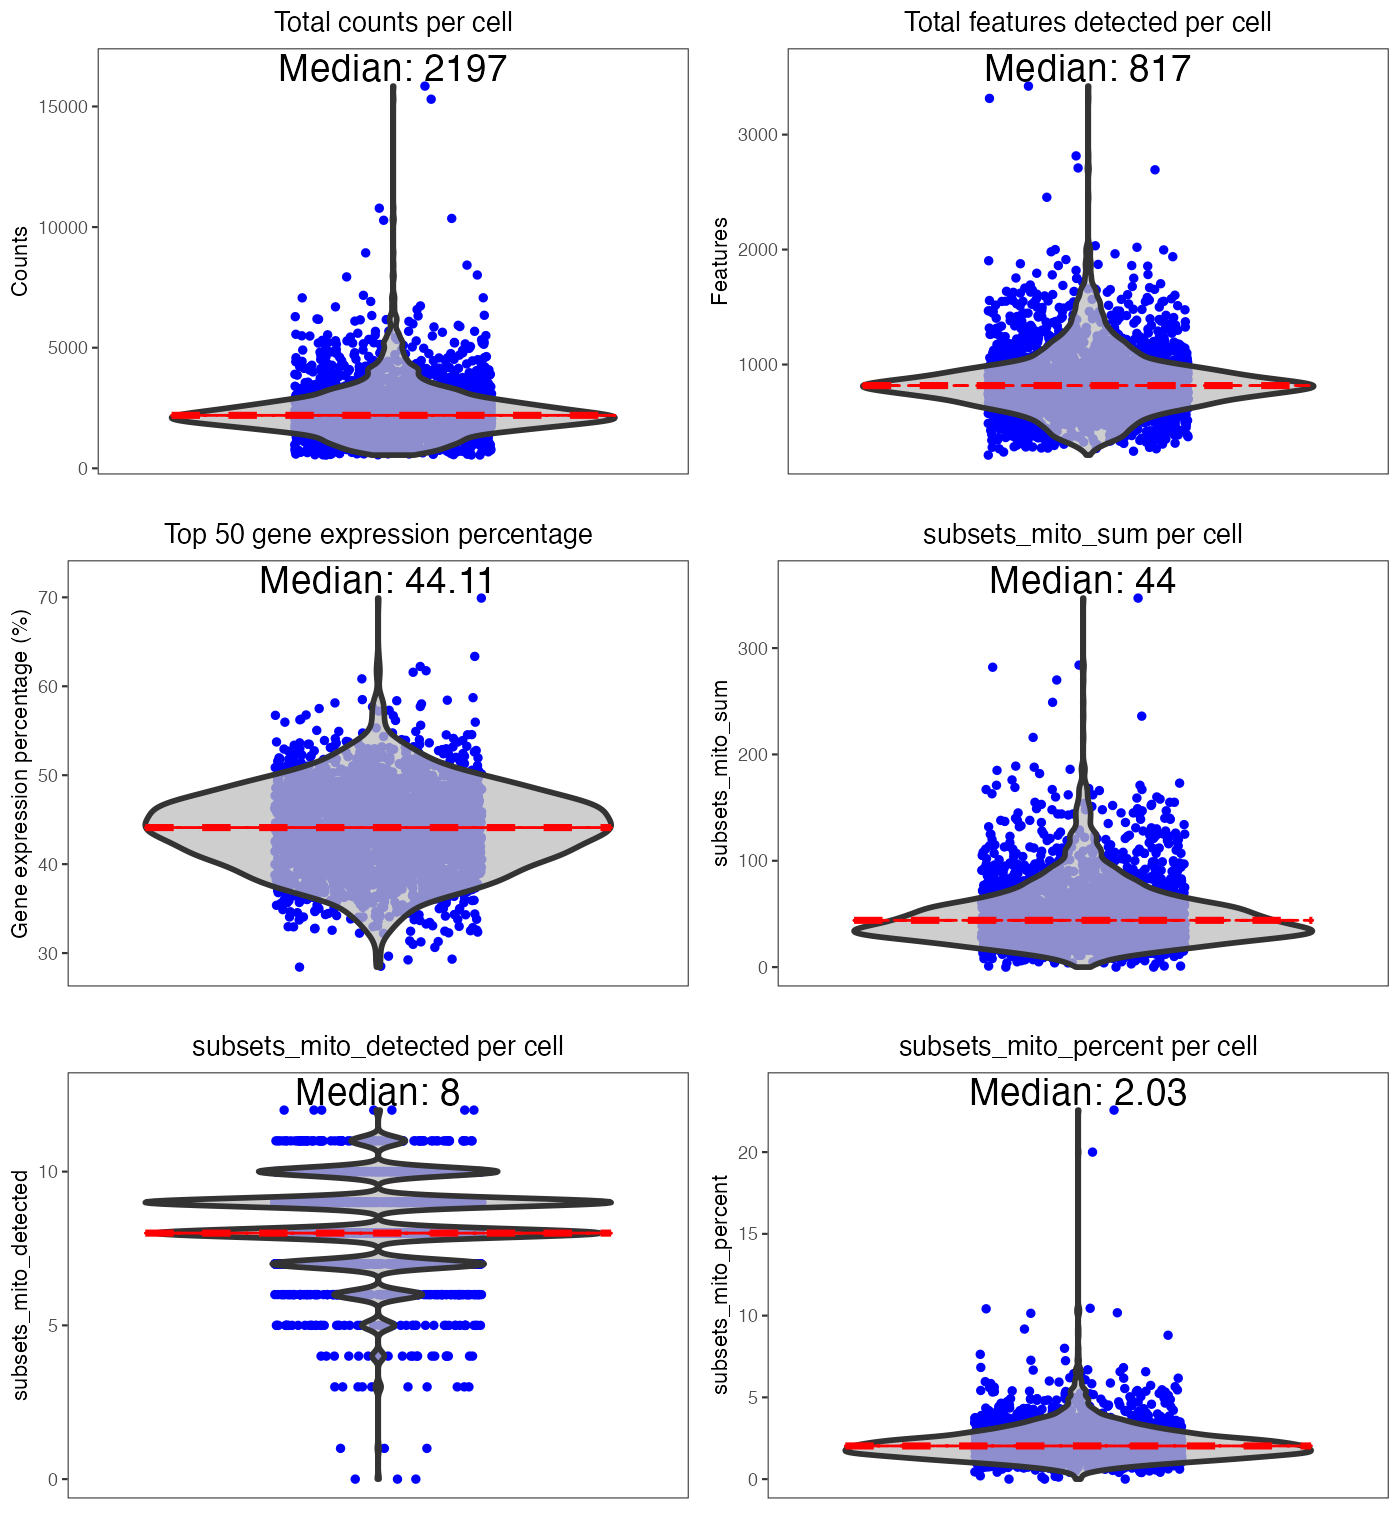 Total counts per cell
Median: 2197
Counts
15000
10000
5000
0
Total features detected per cell
Median: 817
Features
3000
2000
1000
Top 50 gene expression percentage
Median: 44.11
Gene expression percentage (%)
70
60
50
40
30
subsets_mito_sum per cell
Median: 44
subsets_mito_sum
300
200
100
0
subsets_mito_detected per cell
Median: 8
subsets_mito_detected
10
5
0
subsets_mito_percent per cell
Median: 2.03
subsets_mito_percent
20
15
10
5
0